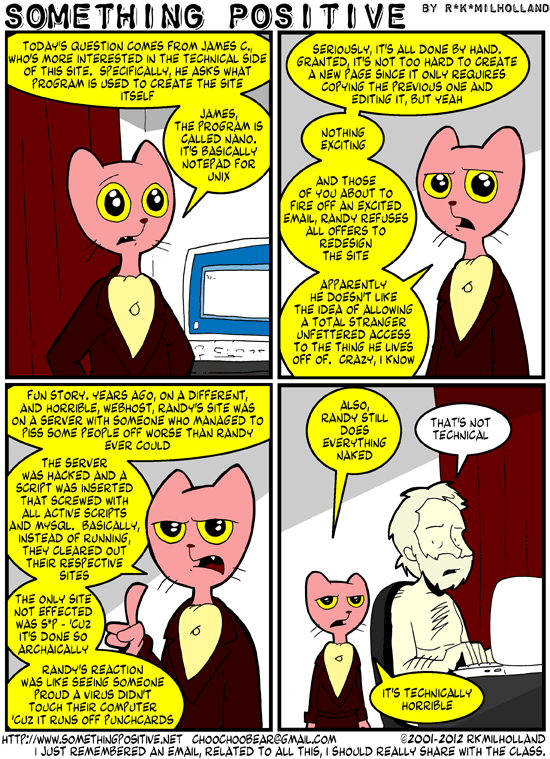 SOMETHING POSITIVE BY R*K*MILHOLLAND
TODAY'S QUESTION COMES FROM JAMES C.,
WHO'S MORE INTERESTED IN THE TECHNICAL SIDE
OF THIS SITE. SPECIFICALLY, HE ASKS WHAT
PROGRAM IS USED TO CREATE THE SITE
ITSELF
JAMES,
THE PROGRAM IS
CALLED NANO.
IT'S BASICALLY
NOTEPAD FOR
UNIX
SERIOUSLY, IT'S ALL DONE BY HAND.
GRANTED, IT'S NOT TOO HARD TO CREATE
A NEW PAGE SINCE IT ONLY REQUIRES
COPYING THE PREVIOUS ONE AND
EDITING IT, BUT YEAH
NOTHING
EXCITING
AND THOSE
OF YOU ABOUT TO
FIRE OFF AN EXCITED
EMAIL, RANDY REFUSES
ALL OFFERS TO
REDESIGN
THE SITE
APPARENTLY
HE DOESN'T LIKE
THE IDEA OF ALLOWING
A TOTAL STRANGER
UNFETTERED ACCESS
TO THE THING HE LIVES
OFF OF. CRAZY, I KNOW
FUN STORY. YEARS AGO, ON A DIFFERENT,
AND HORRIBLE, WEBHOST, RANDY'S SITE WAS
ON A SERVER WITH SOMEONE WHO MANAGED TO
PISS SOME PEOPLE OFF WORSE THAN RANDY
EVER COULD
THE SERVER
WAS HACKED AND A
SCRIPT WAS INSERTED
THAT SCREWED WITH
ALL ACTIVE SCRIPTS
AND MYSQL. BASICALLY,
INSTEAD OF RUNNING,
THEY CLEARED OUT
THEIR RESPECTIVE
SITES
THE ONLY SITE
NOT EFFECTED
WAS S*P - 'CUZ
IT'S DONE SO
ARCHAICALLY
RANDY'S REACTION
WAS LIKE SEEING SOMEONE
PROUD A VIRUS DIDN'T
TOUCH THEIR COMPUTER
'CUZ IT RUNS OFF PUNCHCARDS
ALSO,
RANDY STILL
DOES
EVERYTHING
NAKED
THAT'S NOT
TECHNICAL
IT'S TECHNICALLY
HORRIBLE
HTTP://WWW.SOMETHINGPOSITIVE.NET CHOOCHOOBEAR@GMAIL.COM ©2001-2012 RKMILHOLLAND
I JUST REMEMBERED AN EMAIL, RELATED TO ALL THIS, I SHOULD REALLY SHARE WITH THE CLASS.